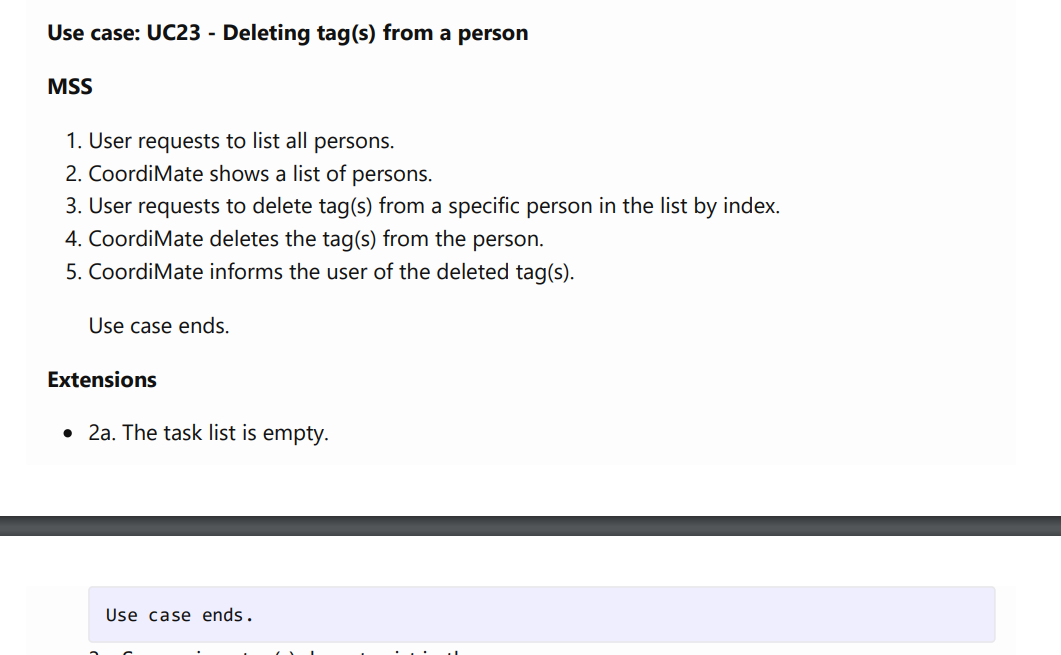 Use case: UC23 - Deleting tag(s) from a person
MSS
1. User requests to list all persons.
2. CoordiMate shows a list of persons.
3. User requests to delete tag(s) from a specific person in the list by index.
4. CoordiMate deletes the tag(s) from the person.
5. CoordiMate informs the user of the deleted tag(s).
Use case ends.
Extensions
• 2a. The task list is empty.
Use case ends.